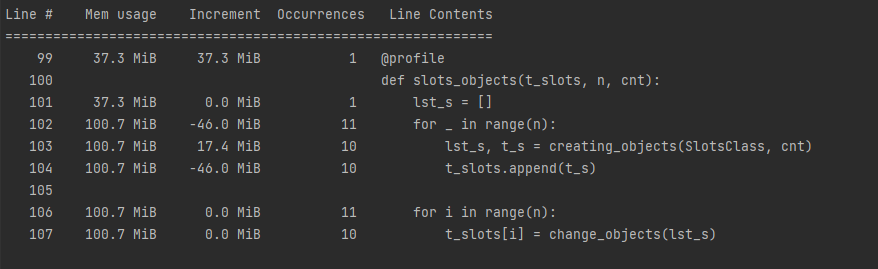 Line #    Mem usage    Increment  Occurrences   Line Contents
=============================================================
    99     37.3 MiB     37.3 MiB           1   @profile
   100                                         def slots_objects(t_slots, n, cnt):
   101     37.3 MiB      0.0 MiB           1       lst_s = []
   102    100.7 MiB    -46.0 MiB          11       for _ in range(n):
   103    100.7 MiB     17.4 MiB          10           lst_s, t_s = creating_objects(SlotsClass, cnt)
   104    100.7 MiB    -46.0 MiB          10           t_slots.append(t_s)
   105
   106    100.7 MiB      0.0 MiB          11       for i in range(n):
   107    100.7 MiB      0.0 MiB          10           t_slots[i] = change_objects(lst_s)